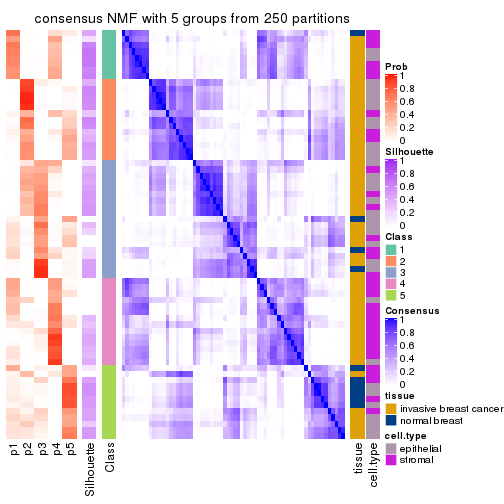 consensus NMF with 5 groups from 250 partitions
Prob
1
0.8
0.6
0.4
0.2
0
Silhouette
1
0.8
0.6
0.4
0.2
0
Class
1
2
3
4
5
Consensus
1
0.8
0.6
0.4
0.2
0
tissue
invasive breast cancer
normal breast
cell.type
epithelial
stromal
p1
p2
p3
p4
p5
Silhouette
Class
tissue
cell.type